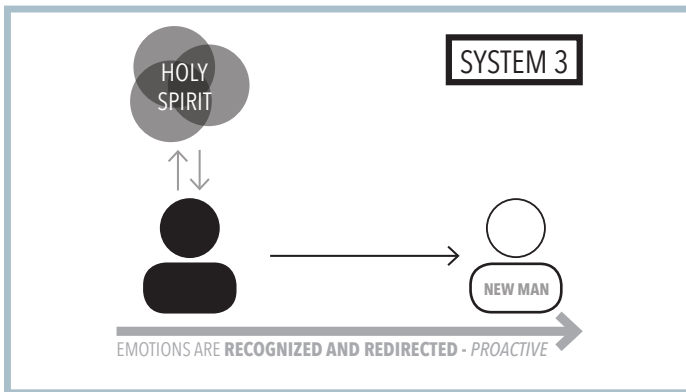 HOLY
SPIRIT
SYSTEM 3
NEW MAN
EMOTIONS ARE RECOGNIZED AND REDIRECTED - PROACTIVE